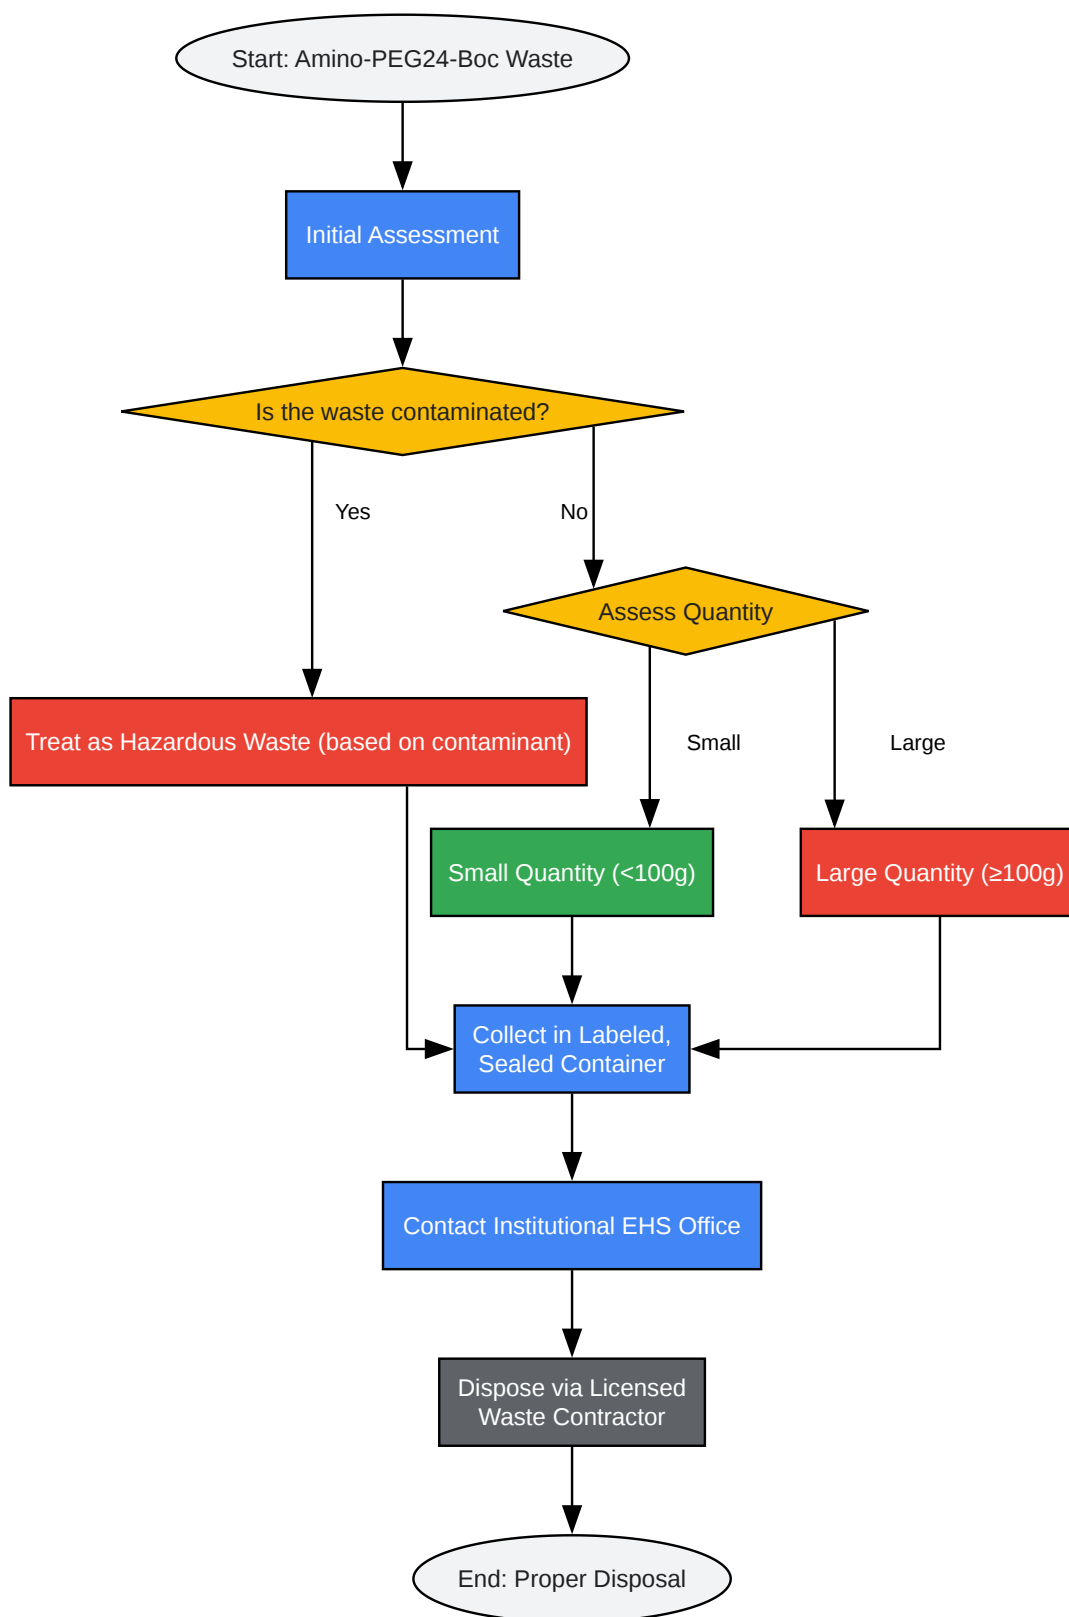 Start: Amino-PEG24-Boc Waste
Initial Assessment
Is the waste contaminated?
Yes
No
Assess Quantity
Treat as Hazardous Waste (based on contaminant)
Small
Large
Small Quantity (<100g)
Large Quantity (≥100g)
Collect in Labeled,
Sealed Container
Contact Institutional EHS Office
Dispose via Licensed
Waste Contractor
End: Proper Disposal